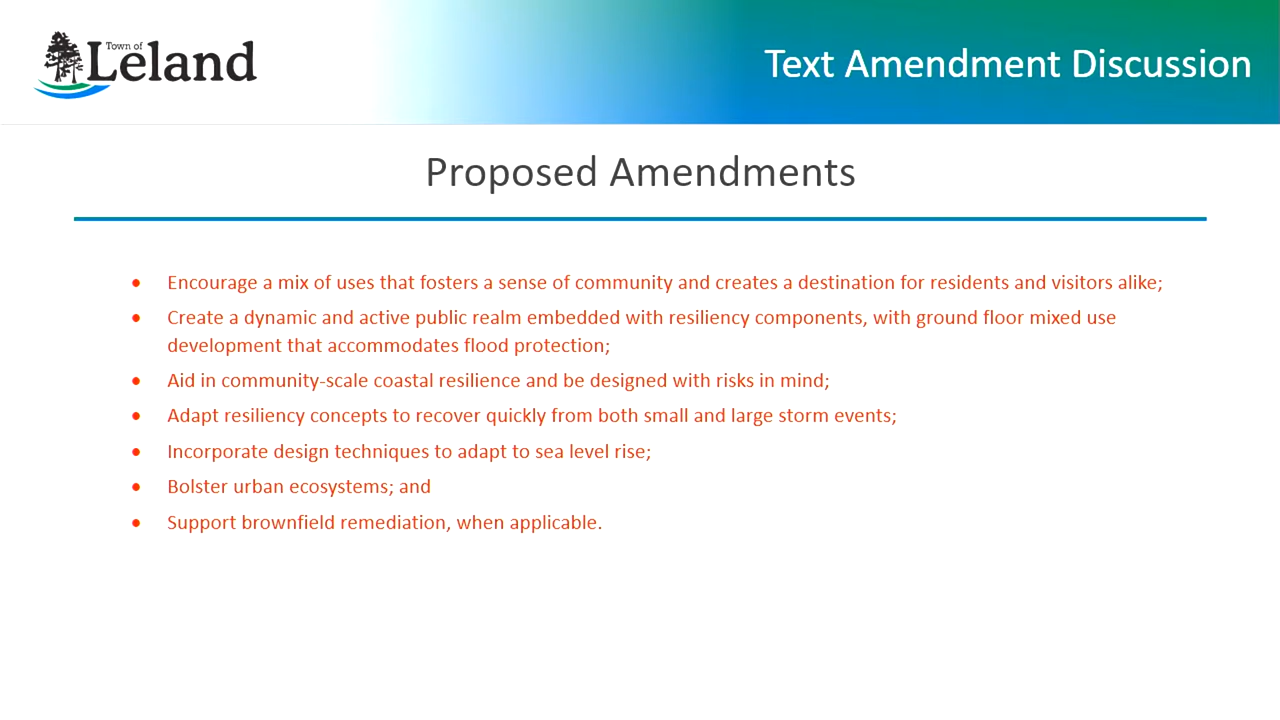 Town of
Leland
Text Amendment Discussion
Proposed Amendments
• Encourage a mix of uses that fosters a sense of community and creates a destination for residents and visitors alike;
• Create a dynamic and active public realm embedded with resiliency components, with ground floor mixed use
development that accommodates flood protection;
• Aid in community-scale coastal resilience and be designed with risks in mind;
• Adapt resiliency concepts to recover quickly from both small and large storm events;
• Incorporate design techniques to adapt to sea level rise;
• Bolster urban ecosystems; and
• Support brownfield remediation, when applicable.